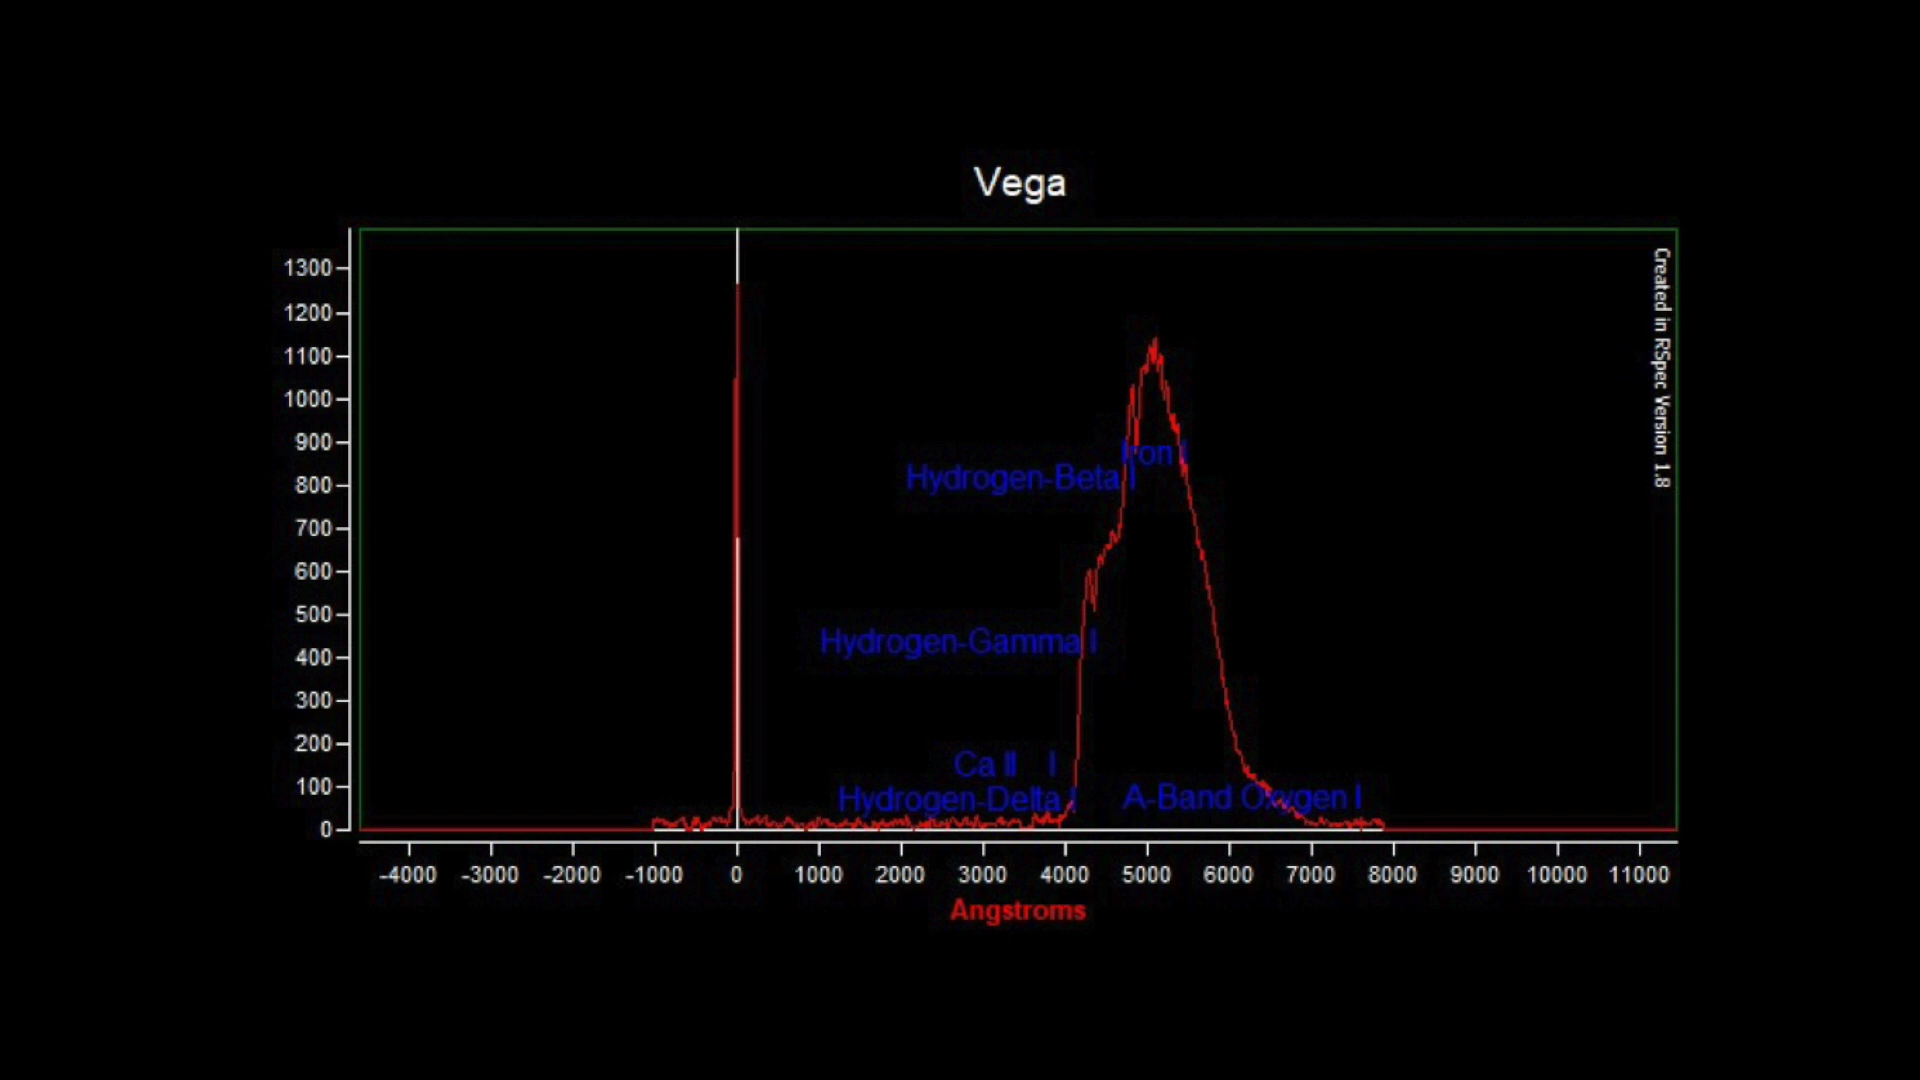 Vega
Created in RSpec Version 1.8
1300
1200
1100
1000
900
800
700
600
500
400
300
200
100
0
Iron I
Hydrogen-Beta I
Hydrogen-Gamma I
Ca II I
Hydrogen-Delta I
A-Band Oxygen I
-4000 -3000 -2000 -1000 0 1000 2000 3000 4000 5000 6000 7000 8000 9000 10000 11000
Angstroms